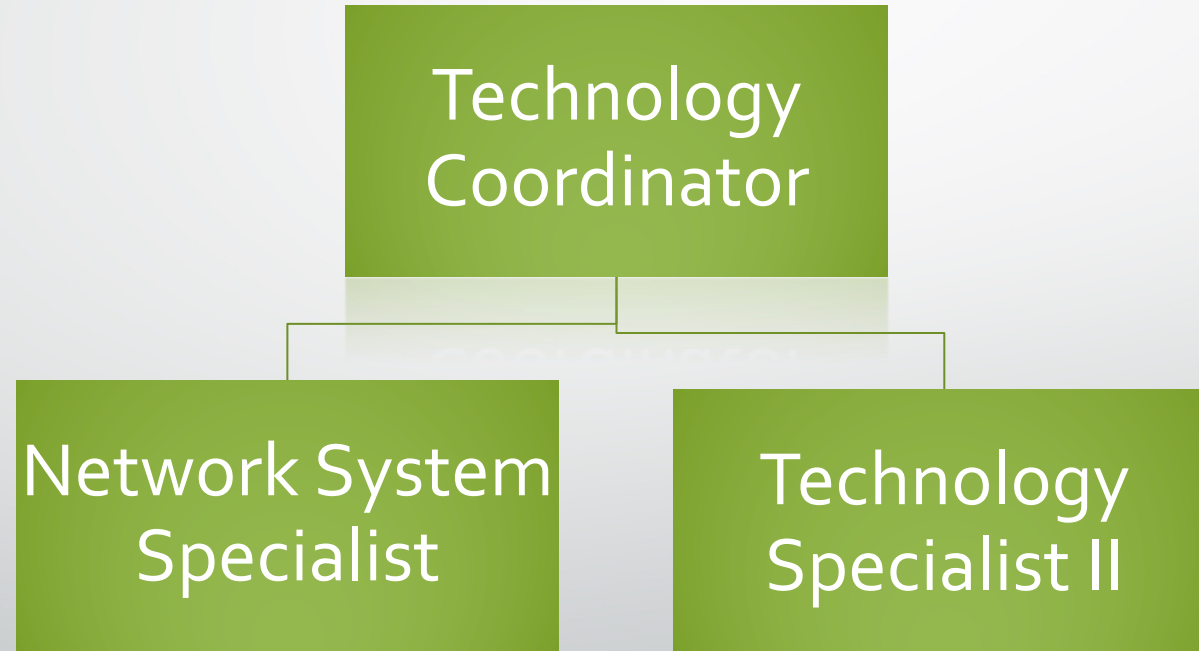 Technology
Coordinator
Network System
Specialist
Technology
Specialist II